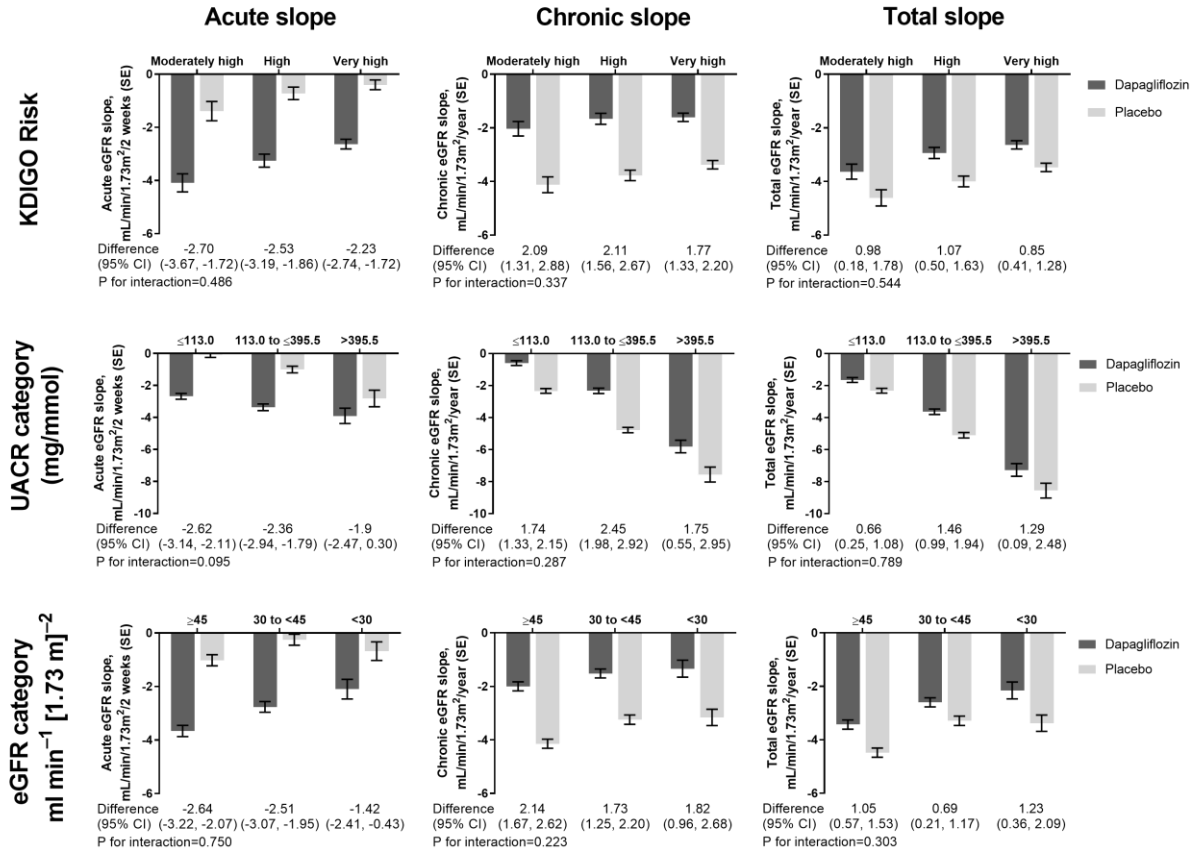 Acute slope
Chronic slope
Total slope
KDIGO Risk
Moderately high High Very high
0
-2
-4
-6
Acute eGFR slope,
mL/min/1.73m²/2 weeks (SE)
Difference -2.70 -2.53 -2.23
(95% CI) (-3.67, -1.72) (-3.19, -1.86) (-2.74, -1.72)
P for interaction=0.486
Moderately high High Very high
0
-2
-4
-6
Chronic eGFR slope,
mL/min/1.73m²/year (SE)
2.09 2.11 1.77
(1.31, 2.88) (1.56, 2.67) (1.33, 2.20)
P for interaction=0.337
Moderately high High Very high
0
-2
-4
-6
Total eGFR slope,
mL/min/1.73m²/year (SE)
Difference 0.98 1.07 0.85
(95% CI) (0.18, 1.78) (0.50, 1.63) (0.41, 1.28)
P for interaction=0.544
Dapagliflozin
Placebo
UACR category
(mg/mmol)
≤113.0 113.0 to ≤395.5 >395.5
0
-2
-4
-6
-8
-10
Acute eGFR slope,
mL/min/1.73m²/2 weeks (SE)
Difference -2.62 -2.36 -1.9
(95% CI) (-3.14, -2.11) (-2.94, -1.79) (-2.47, 0.30)
P for interaction=0.095
≤113.0 113.0 to ≤395.5 >395.5
0
-2
-4
-6
-8
-10
Chronic eGFR slope,
mL/min/1.73m²/year (SE)
Difference 1.74 2.45 1.75
(95% CI) (1.33, 2.15) (1.98, 2.92) (0.55, 2.95)
P for interaction=0.287
≤113.0 113.0 to ≤395.5 >395.5
0
-2
-4
-6
-8
-10
Total eGFR slope,
mL/min/1.73m²/year (SE)
Difference 0.66 1.46 1.29
(95% CI) (0.25, 1.08) (0.99, 1.94) (0.09, 2.48)
P for interaction=0.789
Dapagliflozin
Placebo
eGFR category
ml min⁻¹ [1.73 m]⁻²
≥45 30 to <45 <30
0
-2
-4
-6
Acute eGFR slope,
mL/min/1.73m²/2 weeks (SE)
Difference -2.64 -2.51 -1.42
(95% CI) (-3.22, -2.07) (-3.07, -1.95) (-2.41, -0.43)
P for interaction=0.750
≥45 30 to <45 <30
0
-2
-4
-6
Chronic eGFR slope,
mL/min/1.73m²/year (SE)
Difference 2.14 1.73 1.82
(95% CI) (1.67, 2.62) (1.25, 2.20) (0.96, 2.68)
P for interaction=0.223
≥45 30 to <45 <30
0
-2
-4
-6
Total eGFR slope,
mL/min/1.73m²/year (SE)
Difference 1.05 0.69 1.23
(95% CI) (0.57, 1.53) (0.21, 1.17) (0.36, 2.09)
P for interaction=0.303
Dapagliflozin
Placebo